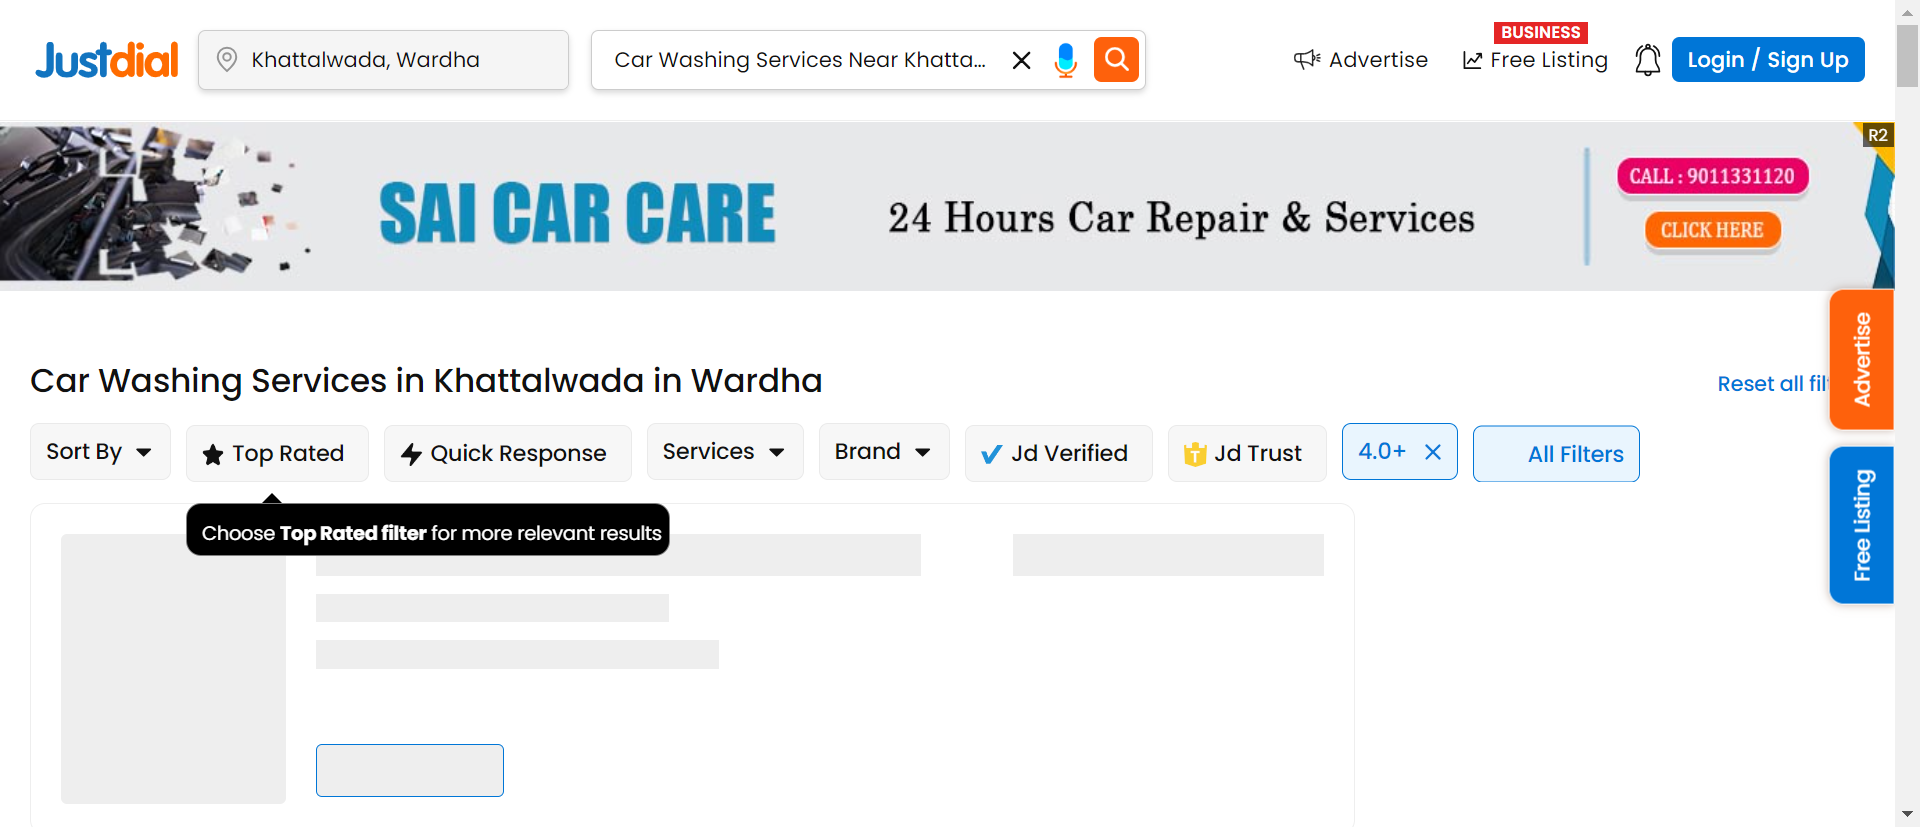 Justdial
Khattalwada, Wardha
Car Washing Services Near Khatta...
Advertise
BUSINESS
Free Listing
Login / Sign Up
R2
SAI CAR CARE
24 Hours Car Repair & Services
CALL : 9011331120
CLICK HERE
Advertise
Free Listing
Car Washing Services in Khattalwada in Wardha
Reset all fil
Sort By
Top Rated
Quick Response
Services
Brand
Jd Verified
T
Jd Trust
4.0+
All Filters
Choose Top Rated filter for more relevant results